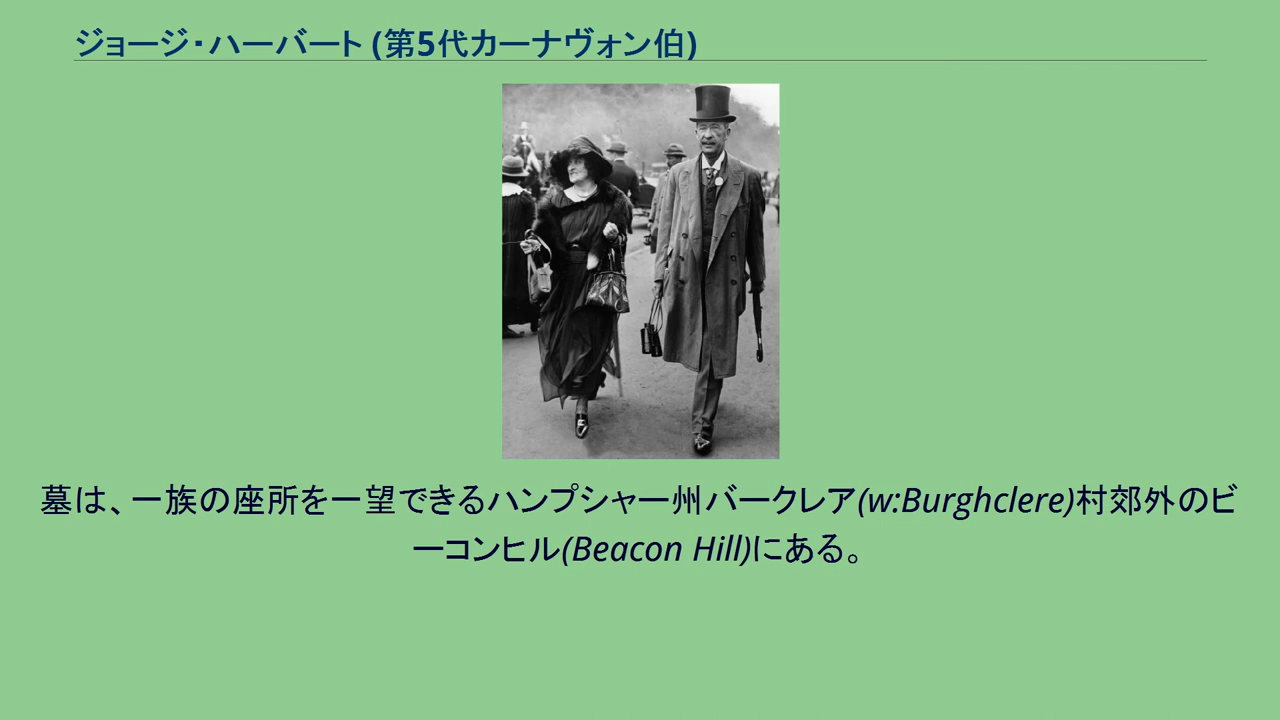 ジョージ・ハーバート (第5代カーナヴォン伯)
墓は、一族の座所を一望できるハンプシャー州バークレア(w:Burghclere)村郊外のビ
ーコンヒル(Beacon Hill)にある。